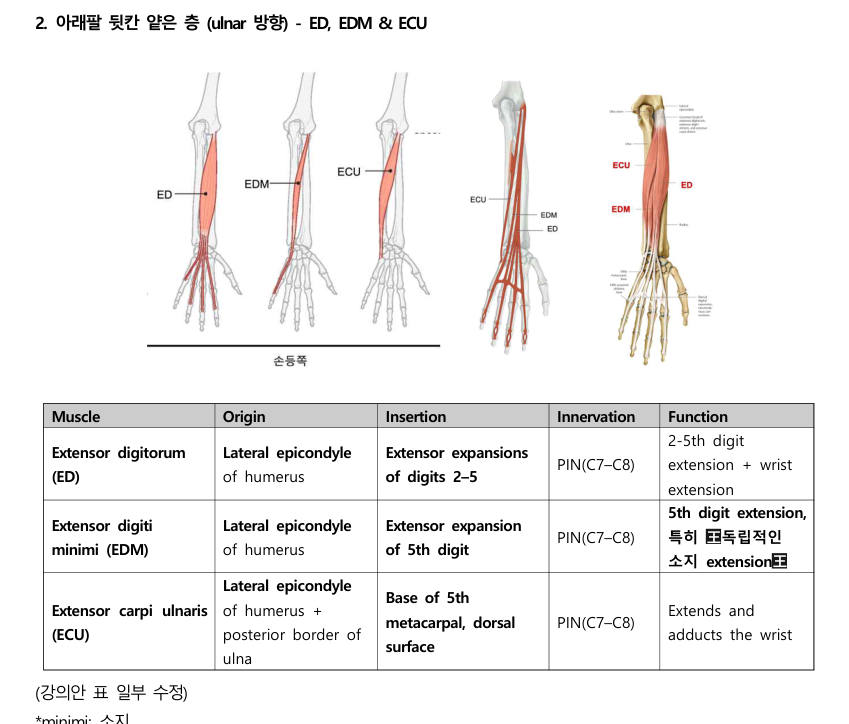 2. 아래팔 뒷칸 얕은 층 (ulnar 방향) - ED, EDM & ECU
ED
EDM
ECU
손등쪽
ECU
EDM
ED
ECU
ED
EDM
Muscle Origin Insertion Innervation Function
Extensor digitorum (ED)
Lateral epicondyle
of humerus
Extensor expansions
of digits 2–5
PIN(C7–C8)
2-5th digit
extension + wrist
extension
Extensor digiti
minimi (EDM)
Lateral epicondyle
of humerus
Extensor expansion
of 5th digit
PIN(C7–C8)
5th digit extension,
특히 독립적인
소지 extension
Extensor carpi ulnaris
(ECU)
Lateral epicondyle
of humerus +
posterior border of
ulna
Base of 5th
metacarpal, dorsal
surface
PIN(C7–C8)
Extends and
adducts the wrist
(강의안 표 일부 수정)
*minimi: 소지